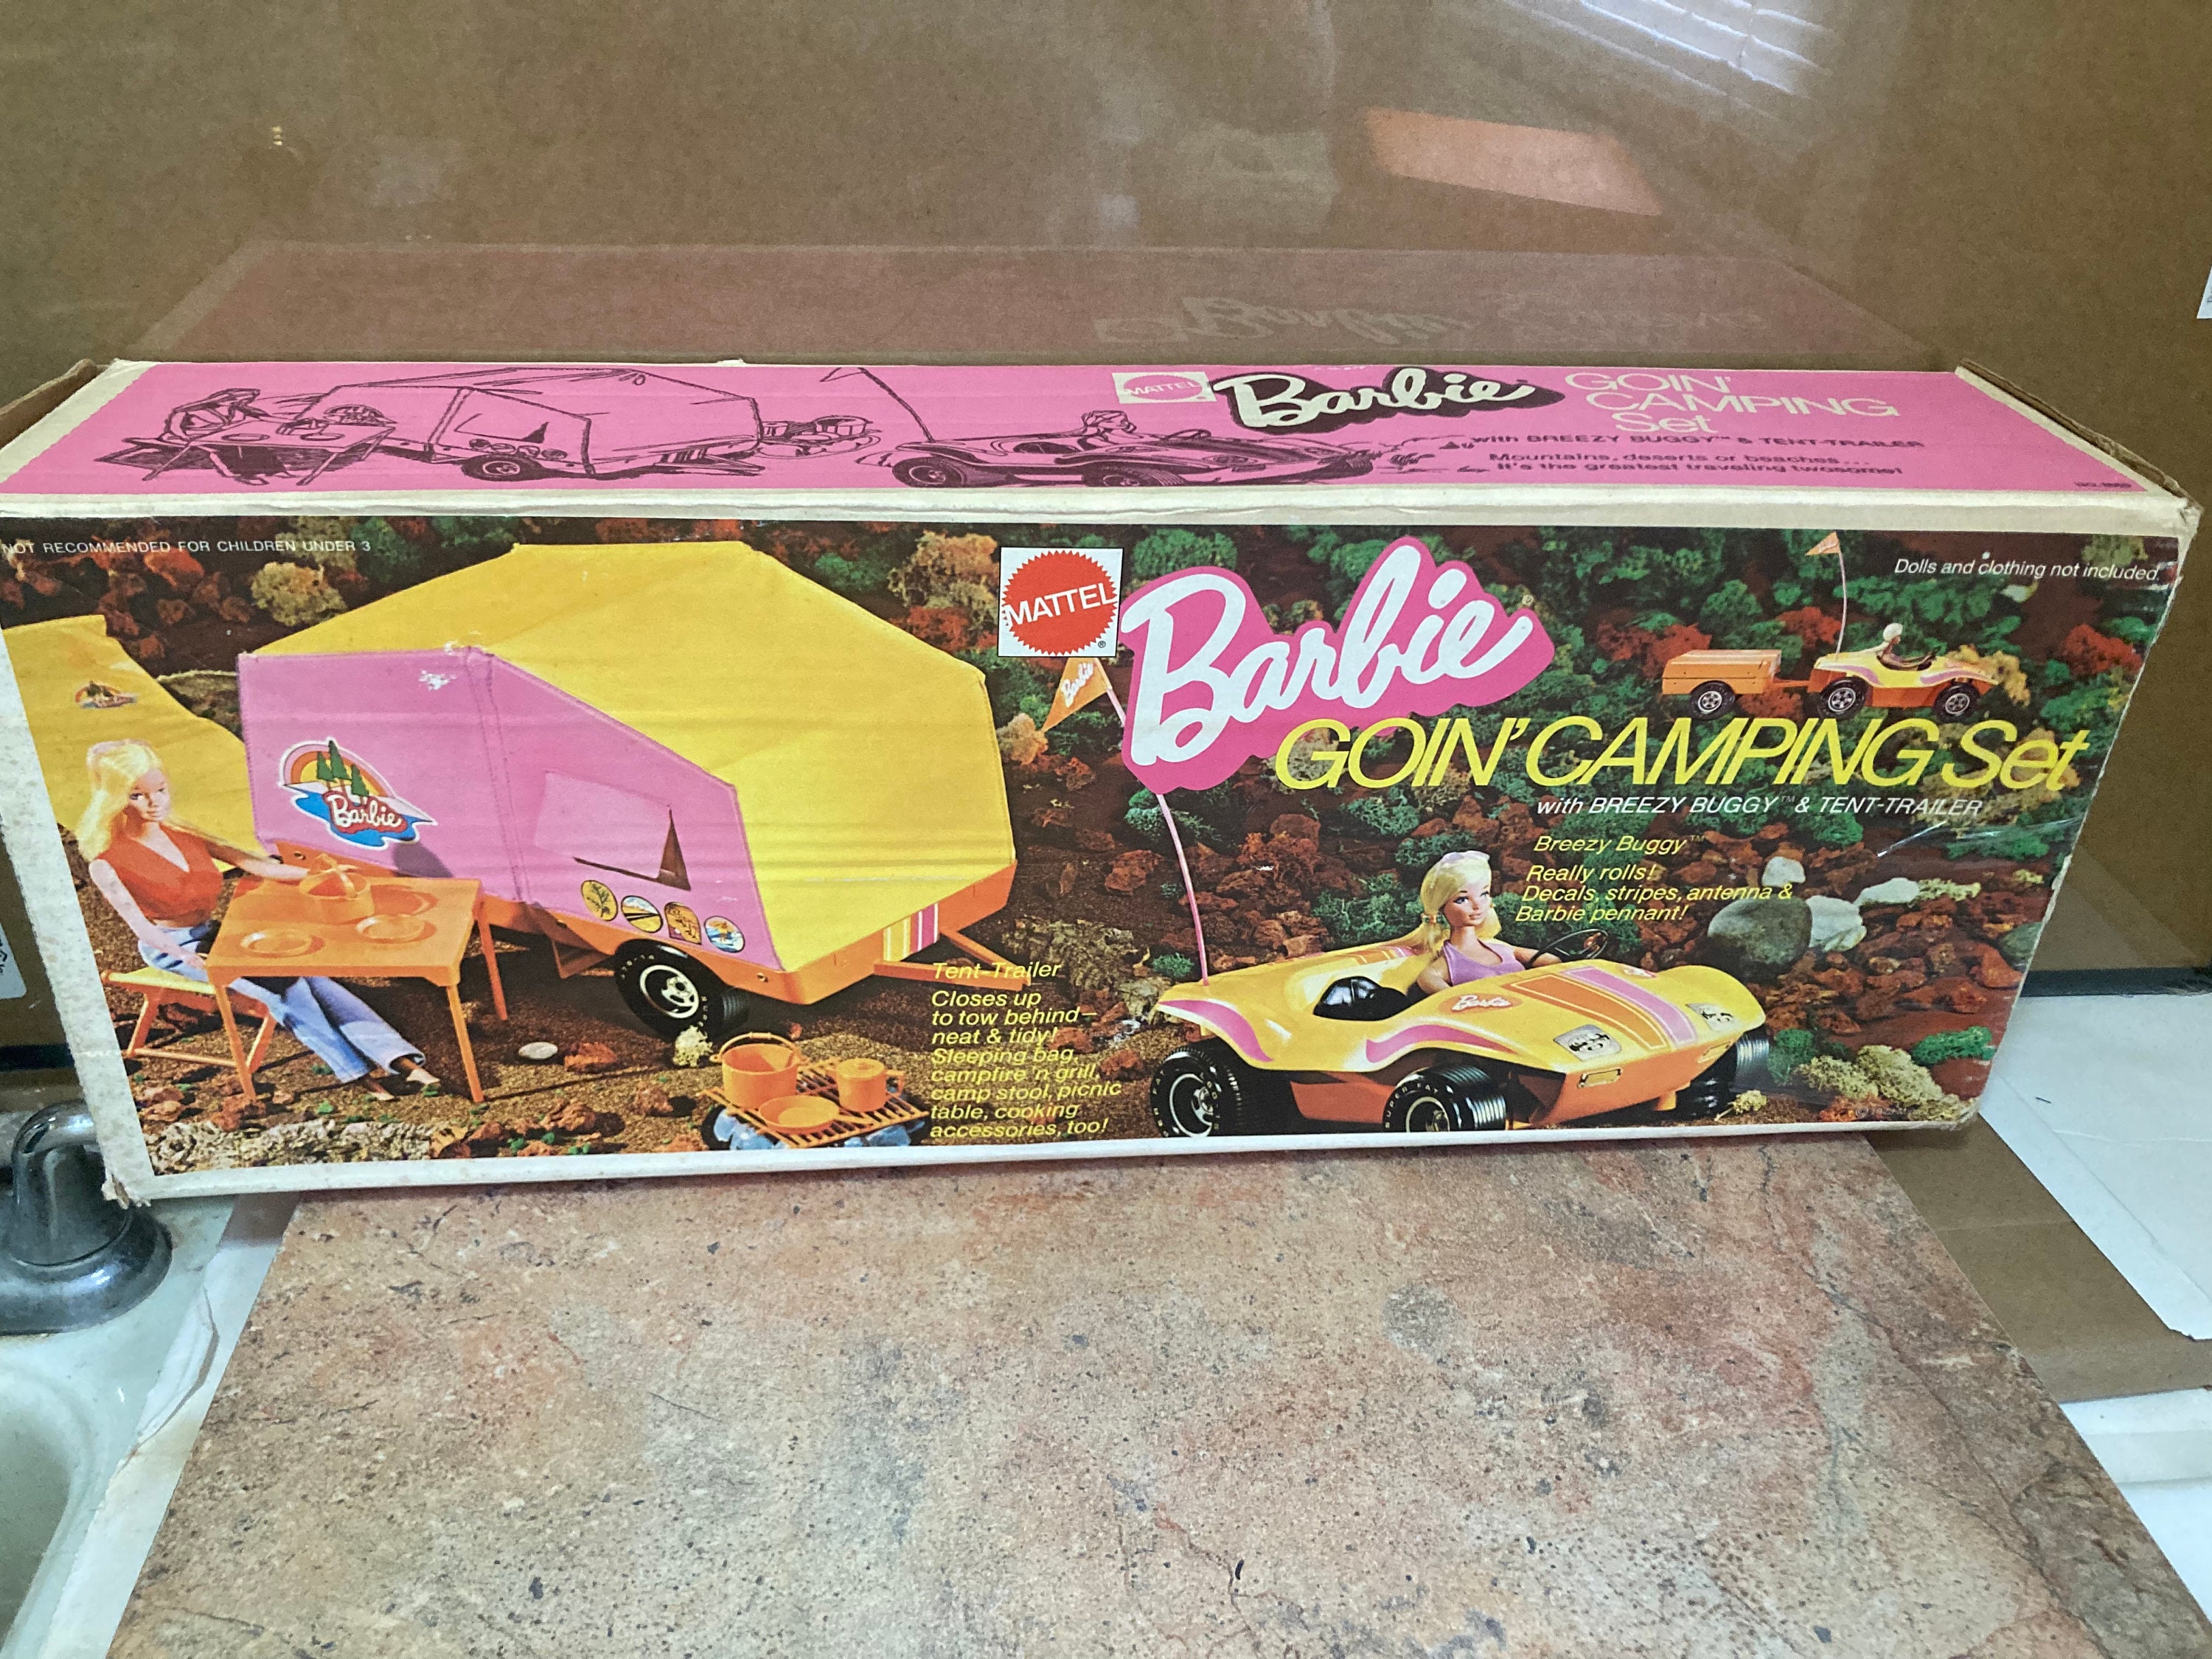 MATTEL
Barbie
GOIN'
CAMPING
Set
with BREEZY BUGGY™ & TENT-TRAILER
Mountains, deserts or beaches...
It's the greatest traveling twosome!
NOT RECOMMENDED FOR CHILDREN UNDER 3
MATTEL®
Barbie®
GOIN' CAMPING Set
with BREEZY BUGGY™ & TENT-TRAILER
Dolls and clothing not included.
Barbie
Barbie
Breezy Buggy™
Really rolls!
Decals, stripes, antenna &
Barbie pennant!
Barbie
Tent-Trailer
Closes up
to tow behind—
neat & tidy!
Sleeping bag,
campfire 'n grill,
camp stool, picnic
table, cooking
accessories, too!